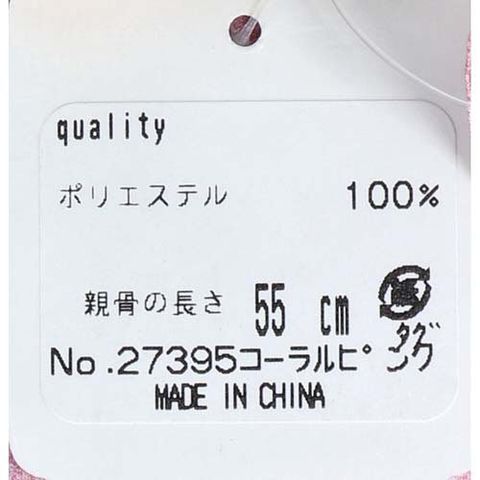 quality
ポリエステル 100%
親骨の長さ 55 cm
紙
タグ
No.27395コーラルピンク
MADE IN CHINA